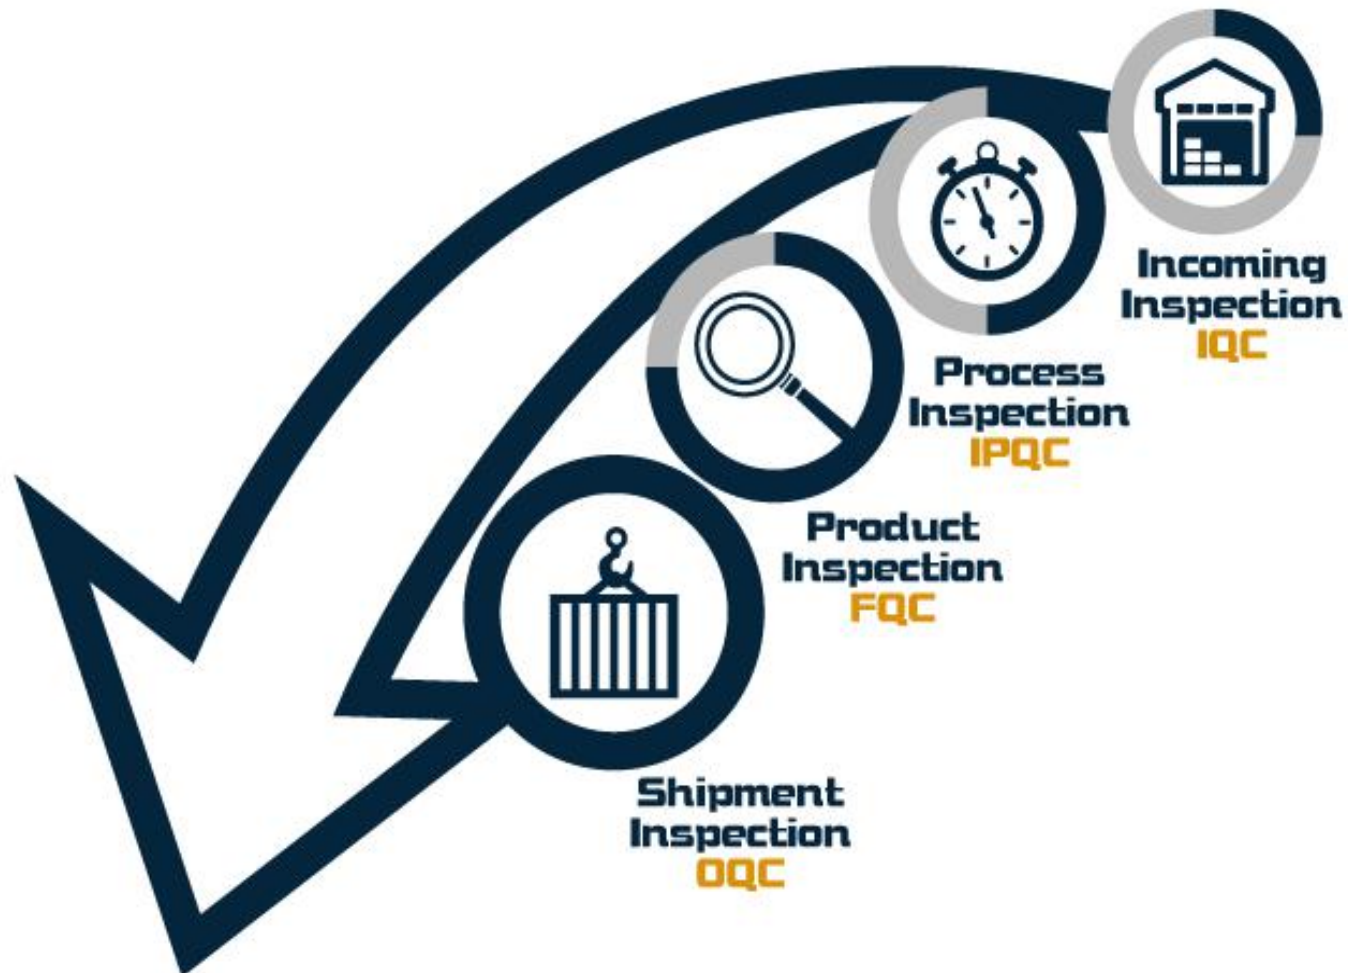 Incoming
Inspection
IQC
Process
Inspection
IPQC
Product
Inspection
FQC
Shipment
Inspection
OQC